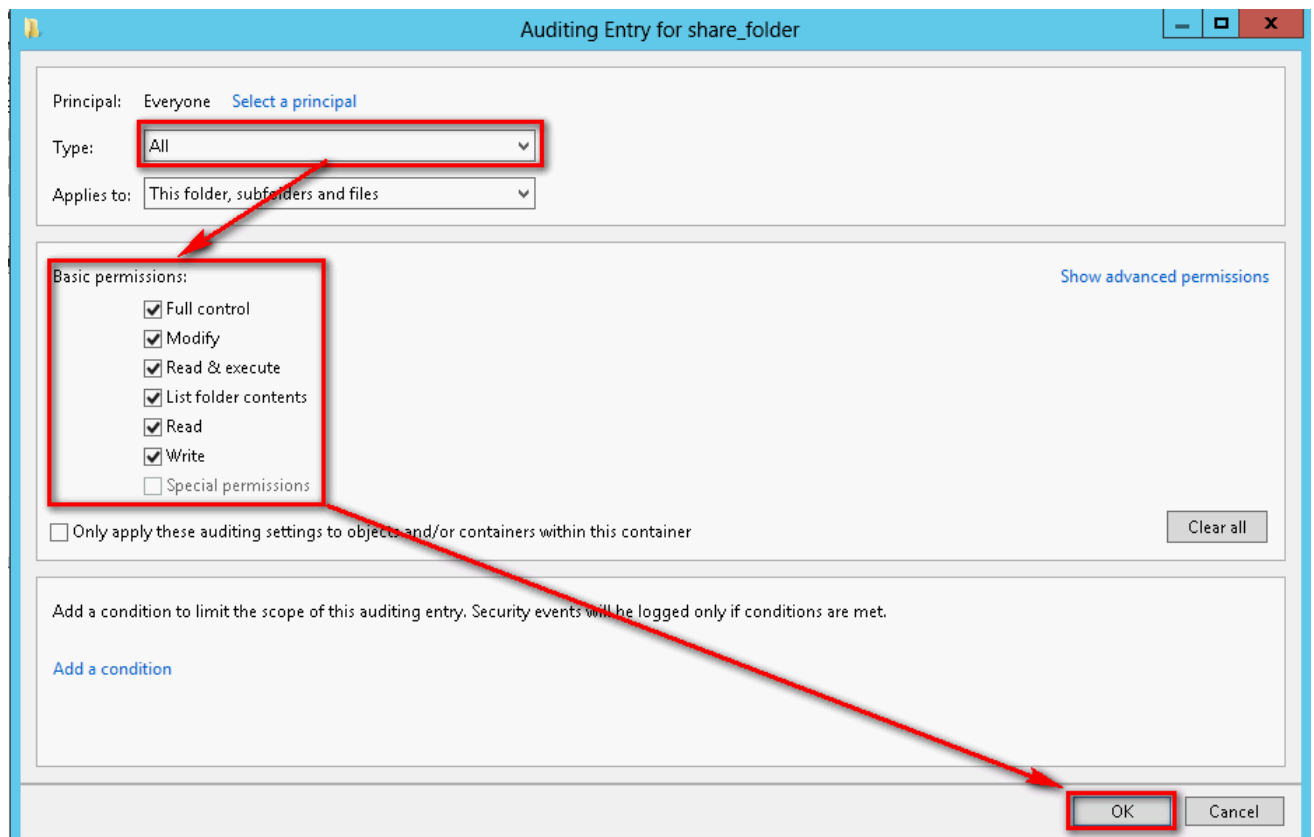 Auditing Entry for share_folder
Principal: Everyone Select a principal
Type: All
Applies to: This folder, subfolders and files
Basic permissions: Show advanced permissions
Full control
Modify
Read & execute
List folder contents
Read
Write
Special permissions
Only apply these auditing settings to objects and/or containers within this container Clear all
Add a condition to limit the scope of this auditing entry. Security events will be logged only if conditions are met.
Add a condition
OK Cancel